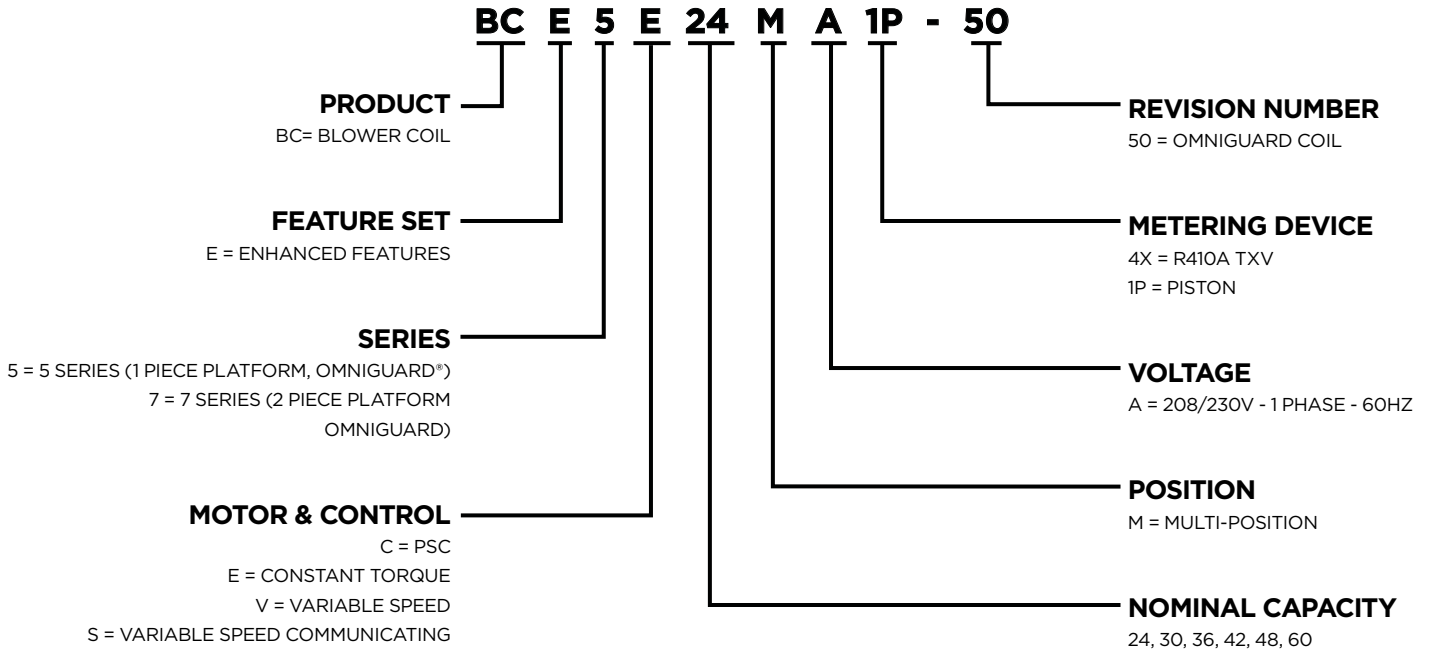 BC E 5 E 24 M A 1P - 50
PRODUCT
BC= BLOWER COIL
FEATURE SET
E = ENHANCED FEATURES
SERIES
5 = 5 SERIES (1 PIECE PLATFORM, OMNIGUARD®)
7 = 7 SERIES (2 PIECE PLATFORM
OMNIGUARD)
MOTOR & CONTROL
C = PSC
E = CONSTANT TORQUE
V = VARIABLE SPEED
S = VARIABLE SPEED COMMUNICATING
REVISION NUMBER
50 = OMNIGUARD COIL
METERING DEVICE
4X = R410A TXV
1P = PISTON
VOLTAGE
A = 208/230V - 1 PHASE - 60HZ
POSITION
M = MULTI-POSITION
NOMINAL CAPACITY
24, 30, 36, 42, 48, 60